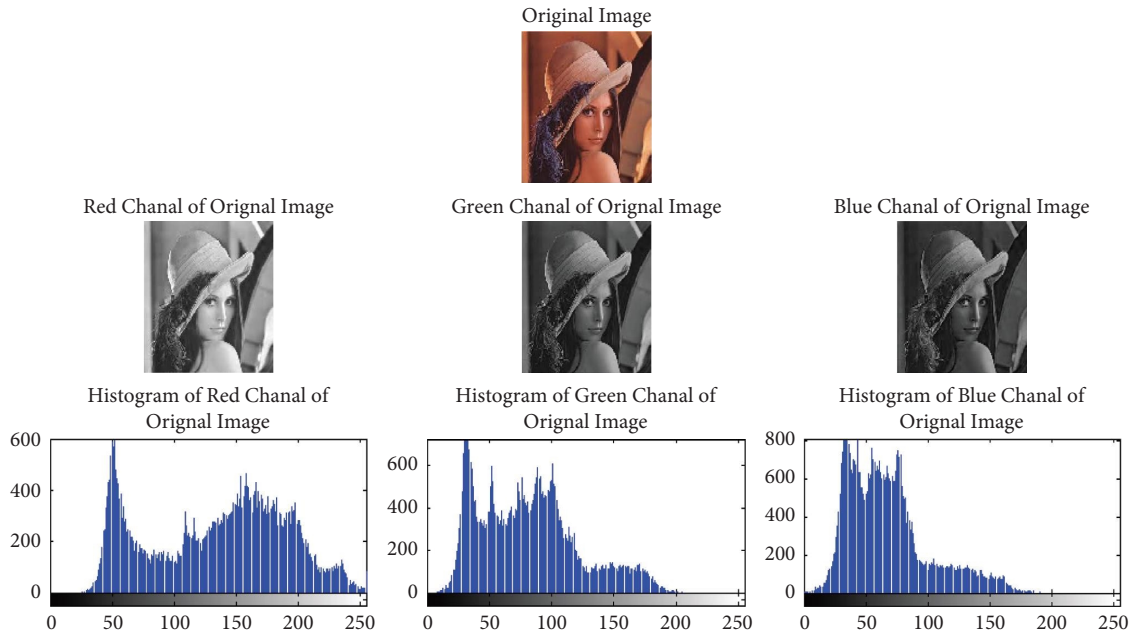 Original Image
Red Chanal of Orignal Image
Green Chanal of Orignal Image
Blue Chanal of Orignal Image
Histogram of Red Chanal of
Orignal Image
600
400
200
0
0 50 100 150 200 250
Histogram of Green Chanal of
Orignal Image
600
400
200
0
0 50 100 150 200 250
Histogram of Blue Chanal of
Orignal Image
800
600
400
200
0
0 50 100 150 200 250